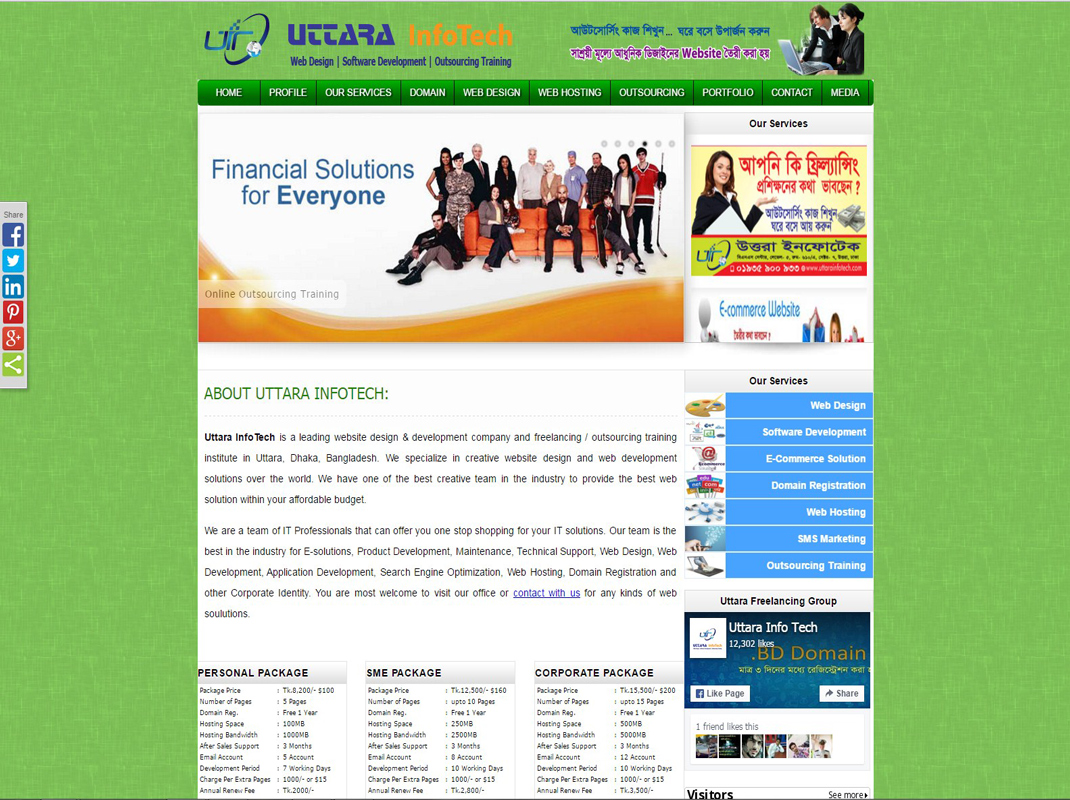 UTTARA InfoTech
Web Design | Software Development | Outsourcing Training
আউটসোর্সিং কাজ শিখুন... ঘরে বসে উপার্জন করুন
সাশ্রয়ী মূল্যে আধুনিক ডিজাইনের Website তৈরী করা হয়
HOME PROFILE OUR SERVICES DOMAIN WEB DESIGN WEB HOSTING OUTSOURCING PORTFOLIO CONTACT MEDIA
Share
Financial Solutions
for Everyone
Online Outsourcing Training
Our Services
আপনি কি ফ্রিল্যান্সিং
প্রশিক্ষনের কথা ভাবছেন ?
আউটসোর্সিং কাজ শিখুন
ঘরে বসে আয় করুন
উত্তরা ইনফোটেক
০১৯৩৫ ৯০০ ৯৩৩ www.uttarainfotech.com
E-commerce Website
তৈরীর কথা ভাবছেন ?
ABOUT UTTARA INFOTECH:
Uttara InfoTech is a leading website design & development company and freelancing / outsourcing training
institute in Uttara, Dhaka, Bangladesh. We specialize in creative website design and web development
solutions over the world. We have one of the best creative team in the industry to provide the best web
solution within your affordable budget.
We are a team of IT Professionals that can offer you one stop shopping for your IT solutions. Our team is the
best in the industry for E-solutions, Product Development, Maintenance, Technical Support, Web Design, Web
Development, Application Development, Search Engine Optimization, Web Hosting, Domain Registration and
other Corporate Identity. You are most welcome to visit our office or contact with us for any kinds of web
soulutions.
Our Services
Web Design
Software Development
E-Commerce Solution
Domain Registration
Web Hosting
SMS Marketing
Outsourcing Training
Uttara Freelancing Group
Uttara Info Tech
12,302 likes
.BD Domain
মাত্র ৩ দিনের মধ্যে রেজিস্ট্রেশন করা
Like Page Share
1 friend likes this
Visitors See more
PERSONAL PACKAGE
Package Price : Tk.8,200/- $100
Number of Pages : 5 Pages
Domain Reg. : Free 1 Year
Hosting Space : 100MB
Hosting Bandwidth : 1000MB
After Sales Support : 3 Months
Email Account : 5 Account
Development Period : 7 Working Days
Charge Per Extra Pages : 1000/- or $15
Annual Renew Fee : Tk.2000/-
SME PACKAGE
Package Price : Tk.12,500/- $160
Number of Pages : upto 10 Pages
Domain Reg. : Free 1 Year
Hosting Space : 250MB
Hosting Bandwidth : 2500MB
After Sales Support : 3 Months
Email Account : 8 Account
Development Period : 10 Working Days
Charge Per Extra Pages : 1000/- or $15
Annual Renew Fee : Tk.2,800/-
CORPORATE PACKAGE
Package Price : Tk.15,500/- $200
Number of Pages : upto 15 Pages
Domain Reg. : Free 1 Year
Hosting Space : 500MB
Hosting Bandwidth : 5000MB
After Sales Support : 3 Months
Email Account : 12 Account
Development Period : 10 Working Days
Charge Per Extra Pages : 1000/- or $15
Annual Renew Fee : Tk.3,500/-